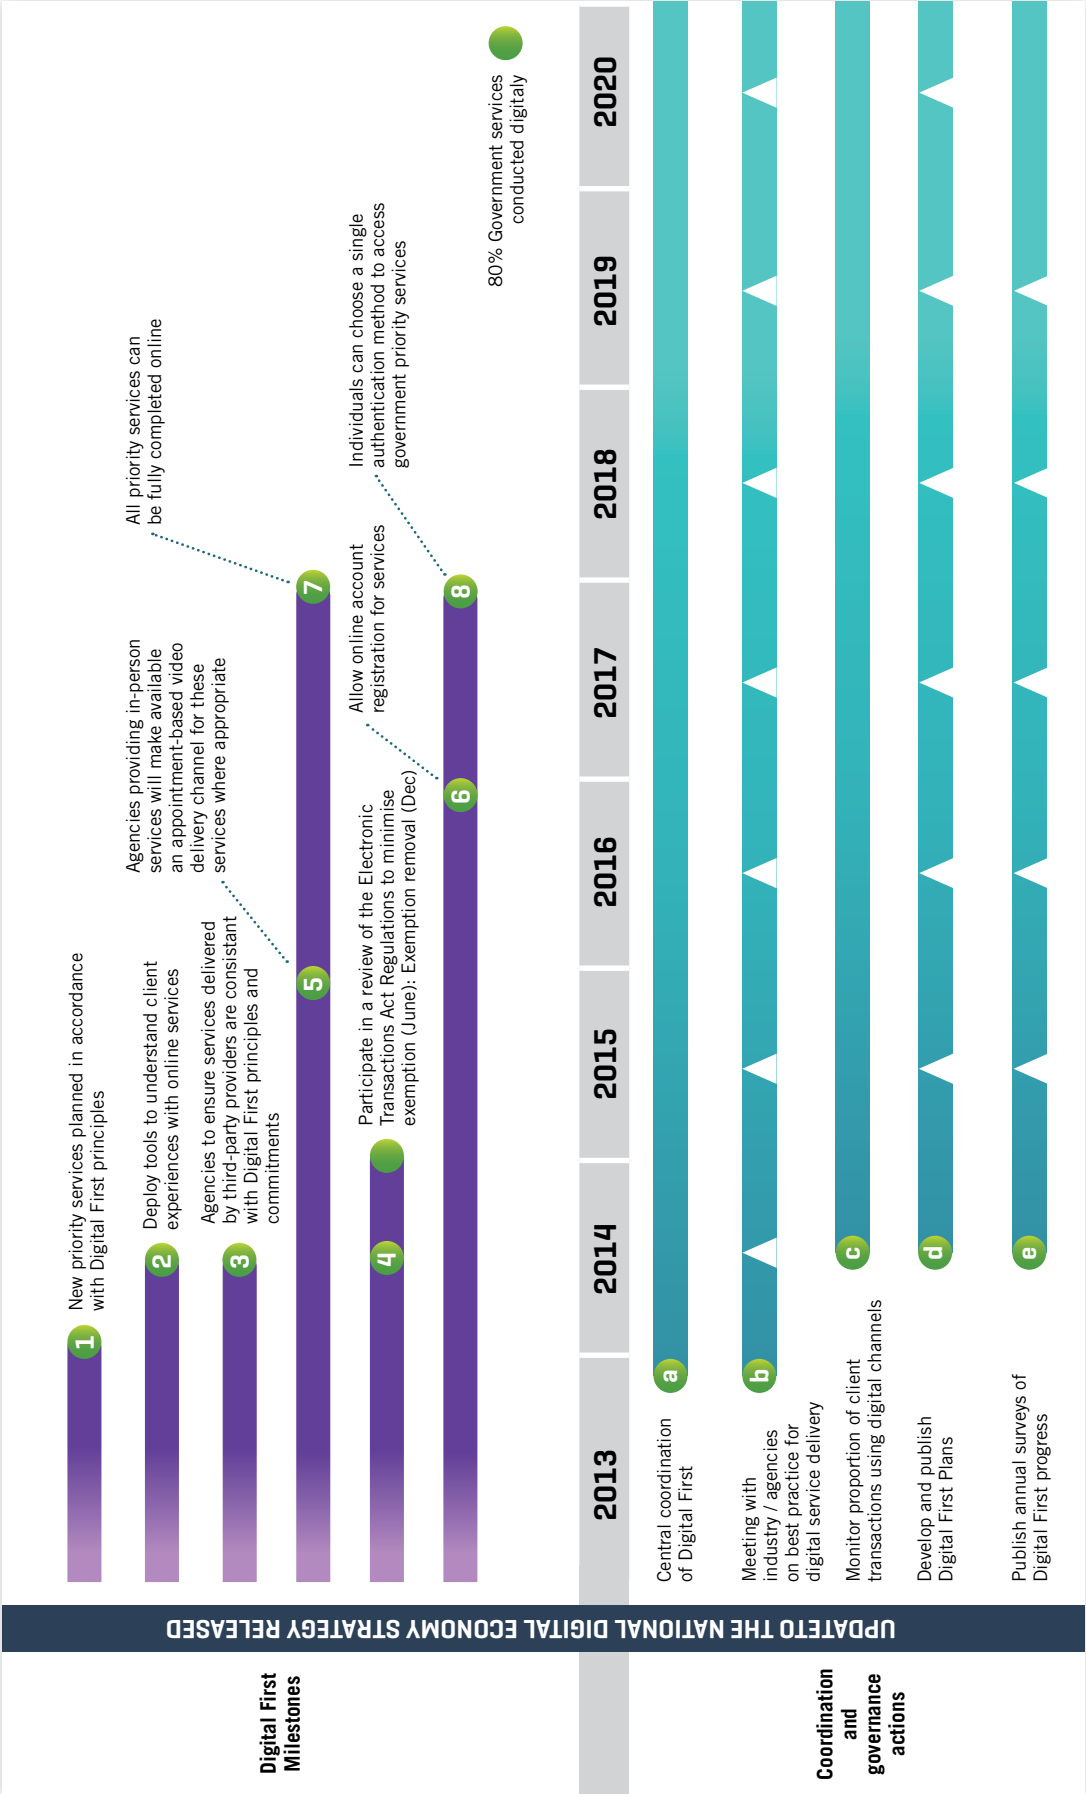 Digital First
Milestones
UPDATETO THE NATIONAL DIGITAL ECONOMY STRATEGY RELEASED
1
New priority services planned in accordance
with Digital First principles
2
Deploy tools to understand client
experiences with online services
3
Agencies to ensure services delivered
by third-party providers are consistant
with Digital First principles and
commitments
5
Agencies providing in-person
services will make available
an appointment-based video
delivery channel for these
services where appropriate
7
All priority services can
be fully completed online
4
Participate in a review of the Electronic
Transactions Act Regulations to minimise
exemption (June): Exemption removal (Dec)
6
Allow online account
registration for services
8
Individuals can choose a single
authentication method to access
government priority services
80% Government services
conducted digitaly
2013
2014
2015
2016
2017
2018
2019
2020
Coordination
and
governance
actions
Central coordination
of Digital First
a
Meeting with
industry / agencies
on best practice for
digital service delivery
b
Monitor proportion of client
transactions using digital channels
c
Develop and publish
Digital First Plans
d
Publish annual surveys of
Digital First progress
e